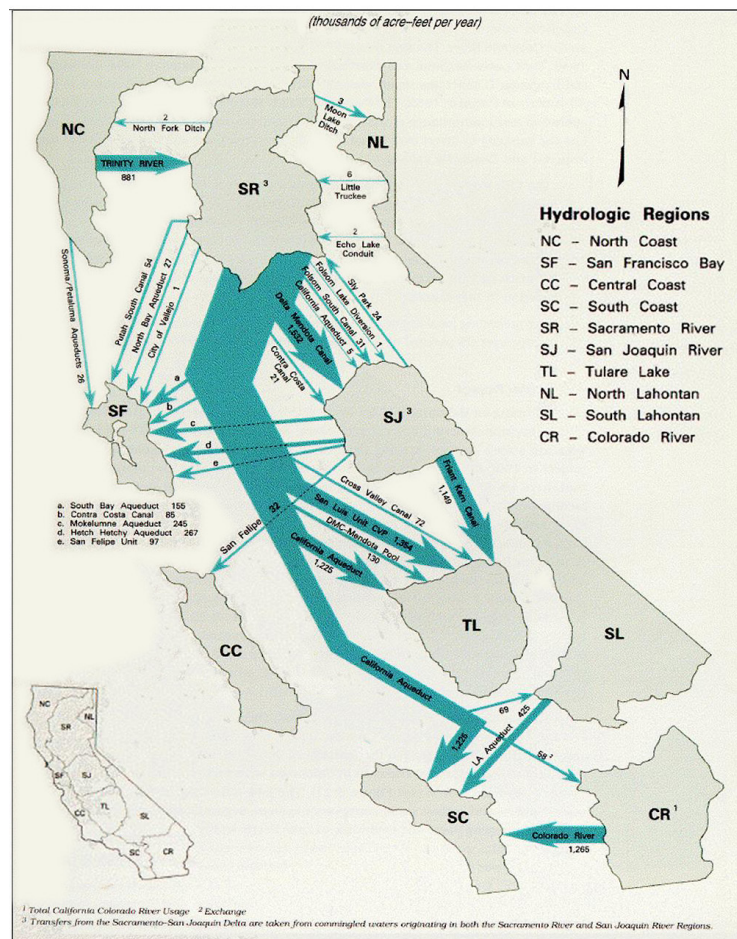 (thousands of acre-feet per year)
N
NC
2
North Fork Ditch
TRINITY RIVER
881
SR 3
3
Moon
Lake
Ditch
NL
6
Little
Truckee
2
Echo Lake
Conduit
Hydrologic Regions
NC – North Coast
SF – San Francisco Bay
CC – Central Coast
SC – South Coast
SR – Sacramento River
SJ – San Joaquin River
TL – Tulare Lake
NL – North Lahontan
SL – South Lahontan
CR – Colorado River
Sonoma/Petaluma Aqueducts 26
Putah South Canal 54
North Bay Aqueduct 27
City of Vallejo 1
Delta Mendota Canal
1,532
Contra Costa
Canal
21
California Aqueduct 5
Folsom South Canal 31
Folsom Lake Diversion 1
Sly Park 24
SF
a
b
c
d
e
SJ 3
a. South Bay Aqueduct 155
b. Contra Costa Canal 85
c. Mokelumne Aqueduct 245
d. Hetch Hetchy Aqueduct 267
e. San Felipe Unit 97
San Felipe 32
Cross Valley Canal 72
San Luis Unit CVP 1,354
DMC-Mendota Pool
130
California Aqueduct
1,225
Friant Kern Canal
1,149
CC
TL
SL
California Aqueduct
69
LA Aqueduct 425
1,225
58 2
SC
Colorado River
1,265
CR 1
NC
SR
NL
SF
SJ
CC
TL
SL
SC
CR
1 Total California Colorado River Usage 2 Exchange
3 Transfers from the Sacramento-San Joaquin Delta are taken from commingled waters originating in both the Sacramento River and San Joaquin River Regions.